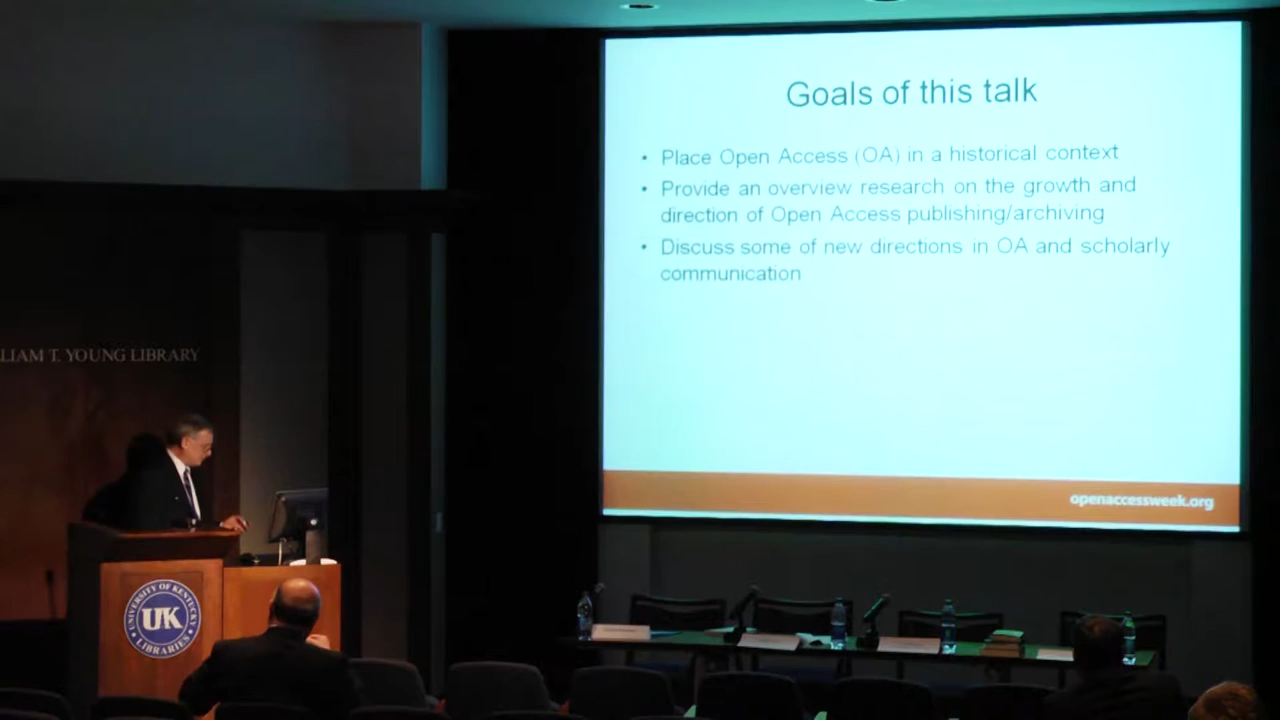 Goals of this talk
• Place Open Access (OA) in a historical context
• Provide an overview research on the growth and
direction of Open Access publishing/archiving
• Discuss some of new directions in OA and scholarly
communication
openaccessweek.org
LIAM T. YOUNG LIBRARY
UNIVERSITY OF KENTUCKY
UK
LIBRARIES